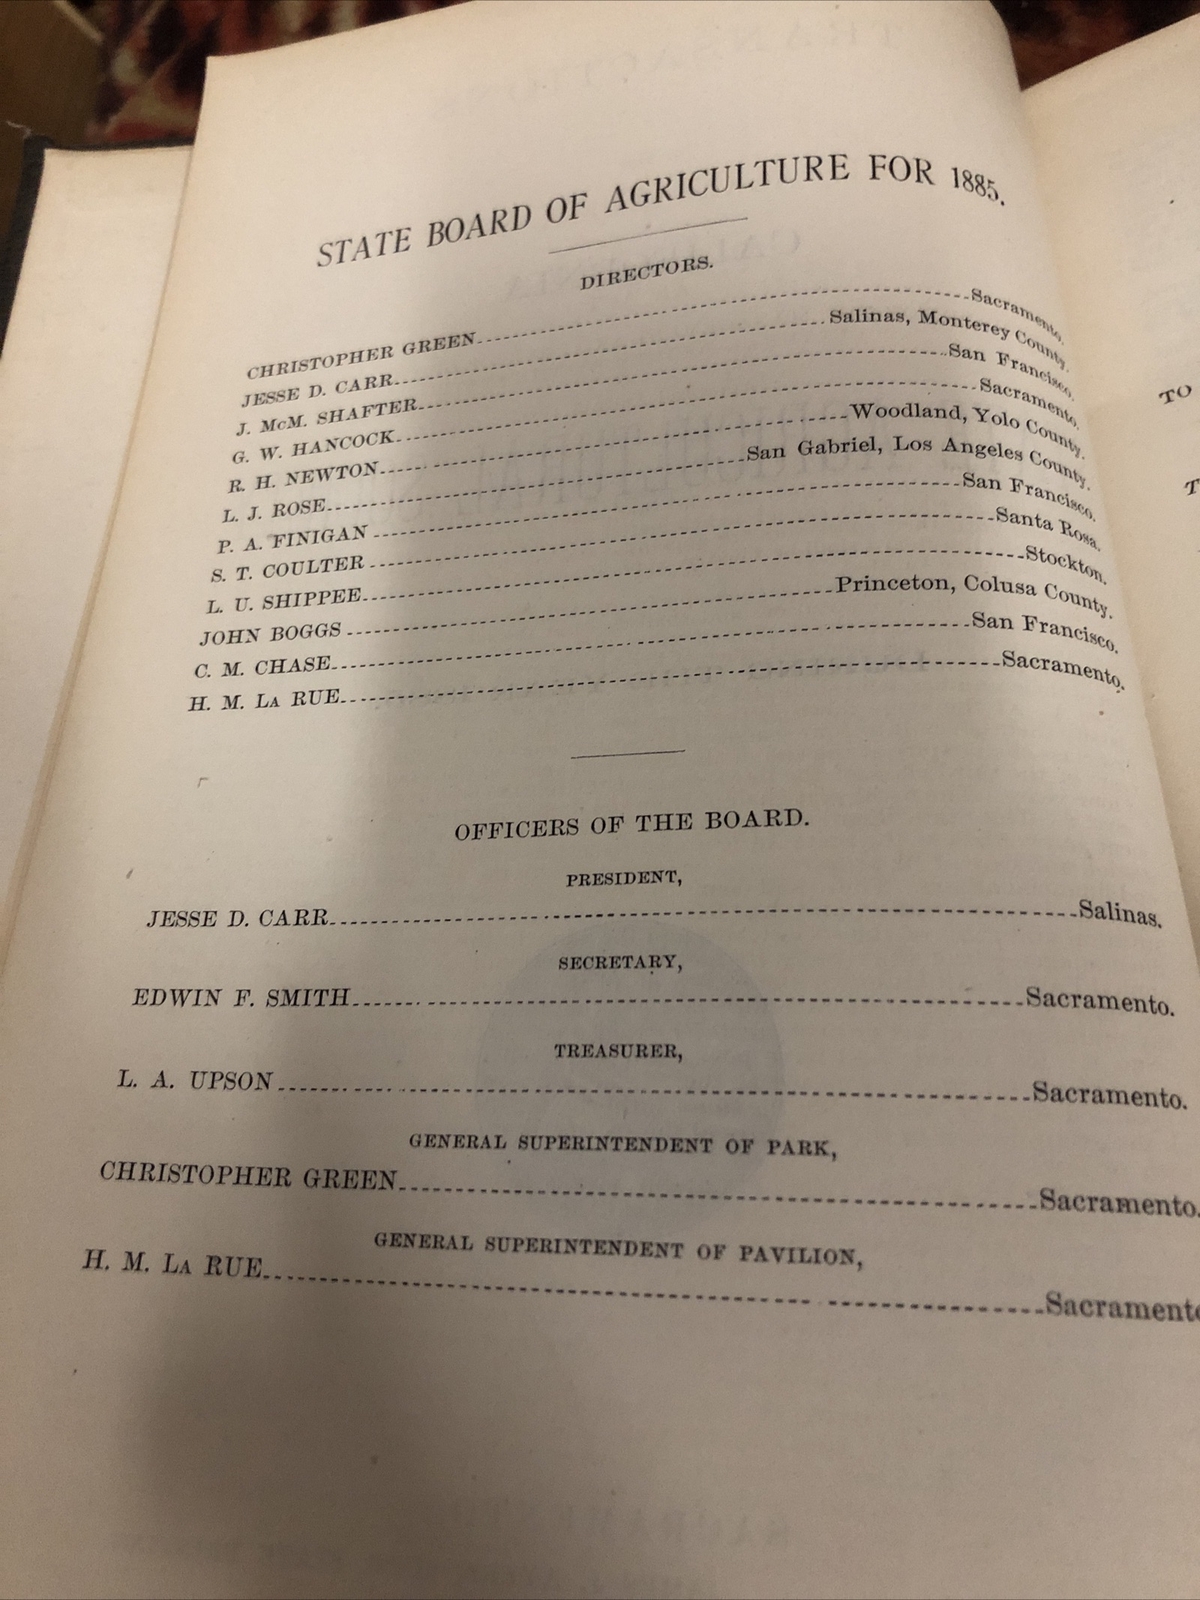 STATE BOARD OF AGRICULTURE FOR 1885.
DIRECTORS.
CHRISTOPHER GREEN Sacramento.
JESSE D. CARR Salinas, Monterey County.
J. McM. SHAFTER San Francisco.
G. W. HANCOCK Sacramento.
R. H. NEWTON Woodland, Yolo County.
L. J. ROSE San Gabriel, Los Angeles County.
P. A. FINIGAN San Francisco.
S. T. COULTER Santa Rosa.
L. U. SHIPPEE Stockton.
JOHN BOGGS Princeton, Colusa County.
C. M. CHASE San Francisco.
H. M. LA RUE Sacramento.
OFFICERS OF THE BOARD.
PRESIDENT,
JESSE D. CARR Salinas.
SECRETARY,
EDWIN F. SMITH Sacramento.
TREASURER,
L. A. UPSON Sacramento.
GENERAL SUPERINTENDENT OF PARK,
CHRISTOPHER GREEN Sacramento.
GENERAL SUPERINTENDENT OF PAVILION,
H. M. LA RUE Sacramento
TO
T